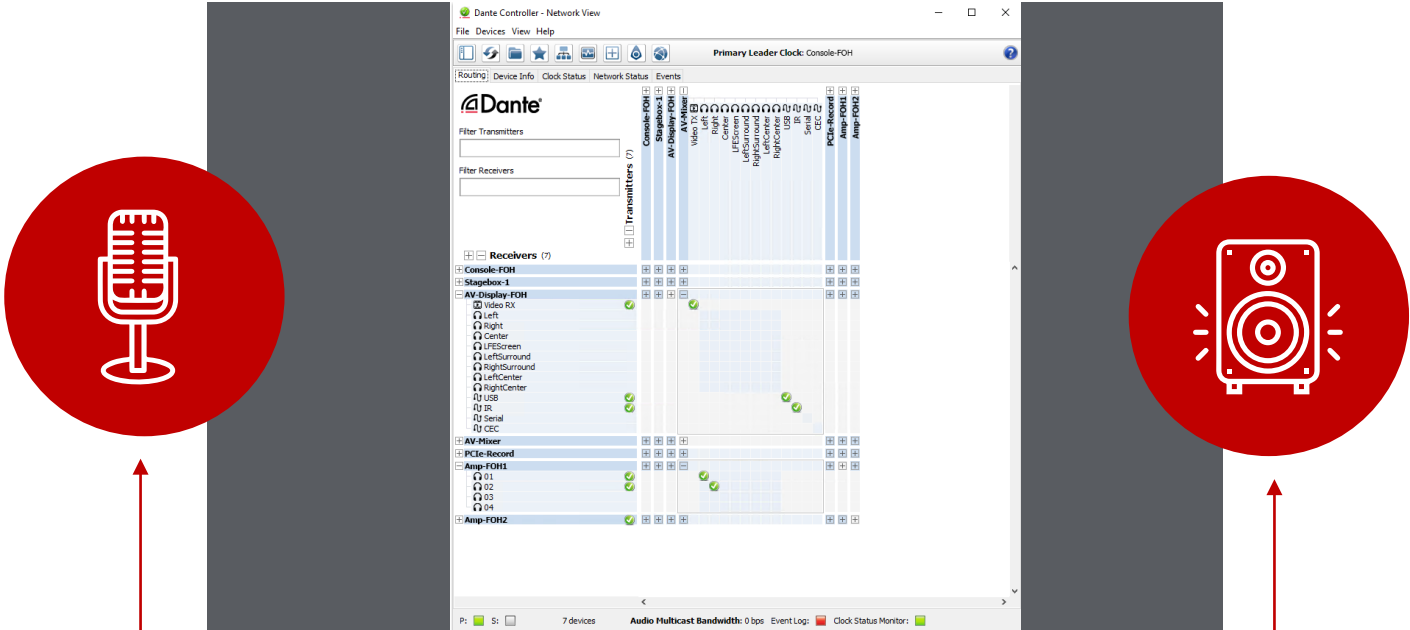 Dante Controller - Network View
File Devices View Help
Primary Leader Clock: Console-FOH
Routing Device Info Clock Status Network Status Events
Dante
Filter Transmitters
Filter Receivers
Transmitters (7)
Console-FOH
Stagebox-1
AV-Display-FOH
AV-Mixer
Video TX
Left
Right
Center
LFEScreen
LeftSurround
RightSurround
LeftCenter
RightCenter
USB
IR
Serial
CEC
PCIe-Record
Amp-FOH1
Amp-FOH2
Receivers (7)
Console-FOH
Stagebox-1
AV-Display-FOH
Video RX
Left
Right
Center
LFEScreen
LeftSurround
RightSurround
LeftCenter
RightCenter
USB
IR
Serial
CEC
AV-Mixer
PCIe-Record
Amp-FOH1
01
02
03
04
Amp-FOH2
P: S: 7 devices Audio Multicast Bandwidth: 0 bps Event Log: Clock Status Monitor: